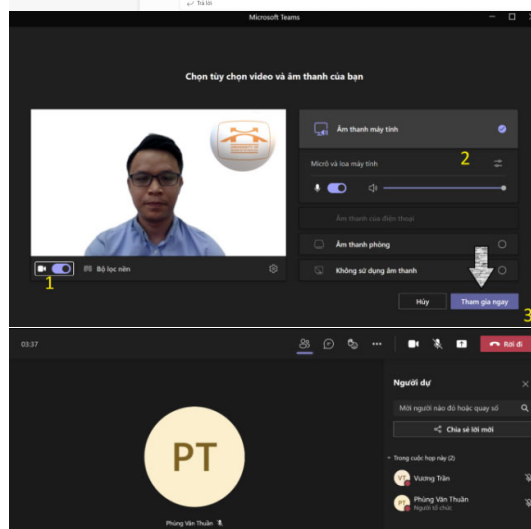 Trả lời
Microsoft Teams
Chọn tùy chọn video và âm thanh của bạn
Âm thanh máy tính
Micrô và loa máy tính
2
Âm thanh của điện thoại
Âm thanh phòng
Bộ lọc nền
Không sử dụng âm thanh
1
Hủy
Tham gia ngay
3
03:37
Rời đi
Người dự
Mời người nào đó hoặc quay số
Chia sẻ lời mời
PT
Trong cuộc họp này (2)
VT
Vương Trần
PT
Phùng Văn Thuần
Người tổ chức
Phùng Văn Thuần